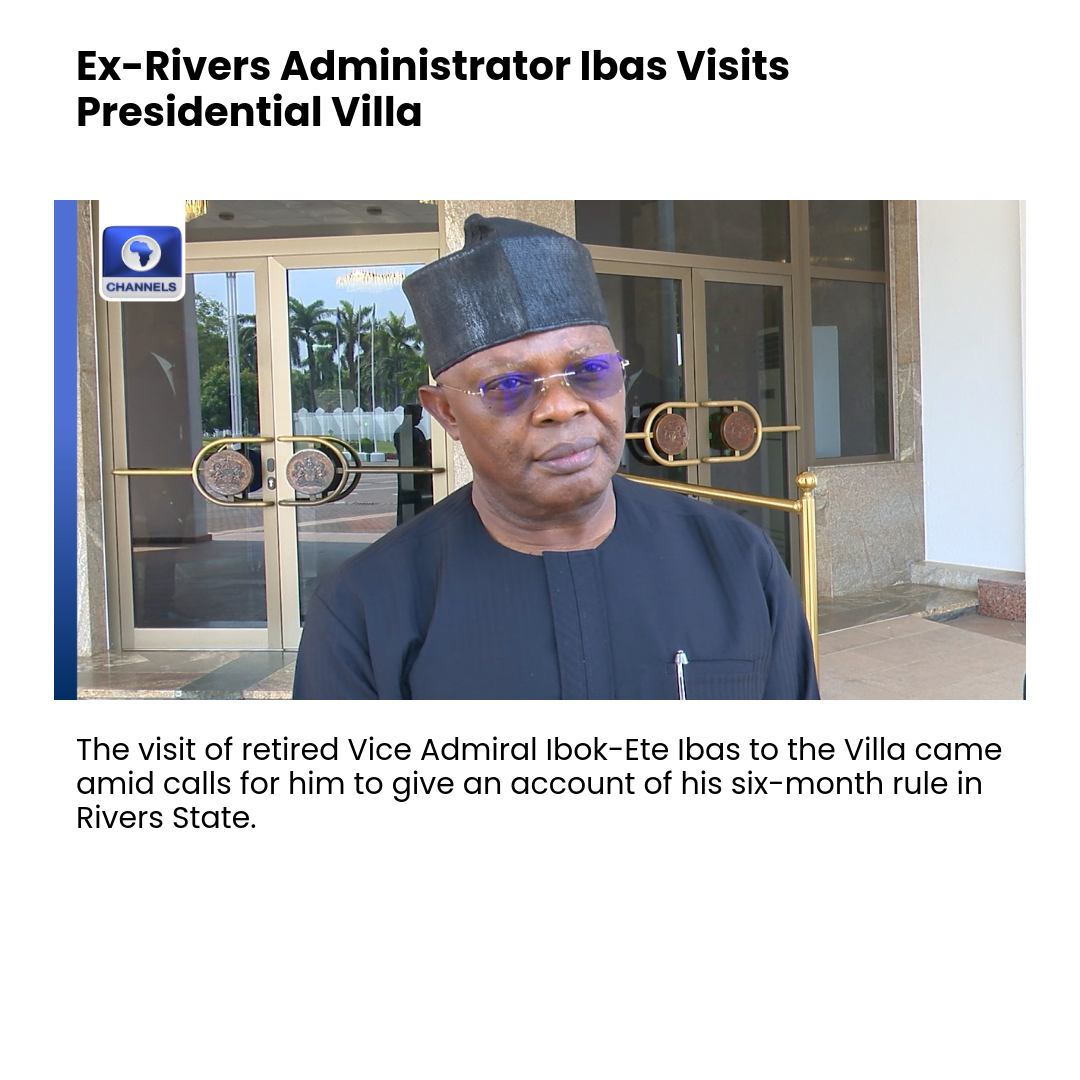 Ex-Rivers Administrator Ibas Visits
Presidential Villa
CHANNELS
The visit of retired Vice Admiral Ibok-Ete Ibas to the Villa came
amid calls for him to give an account of his six-month rule in
Rivers State.